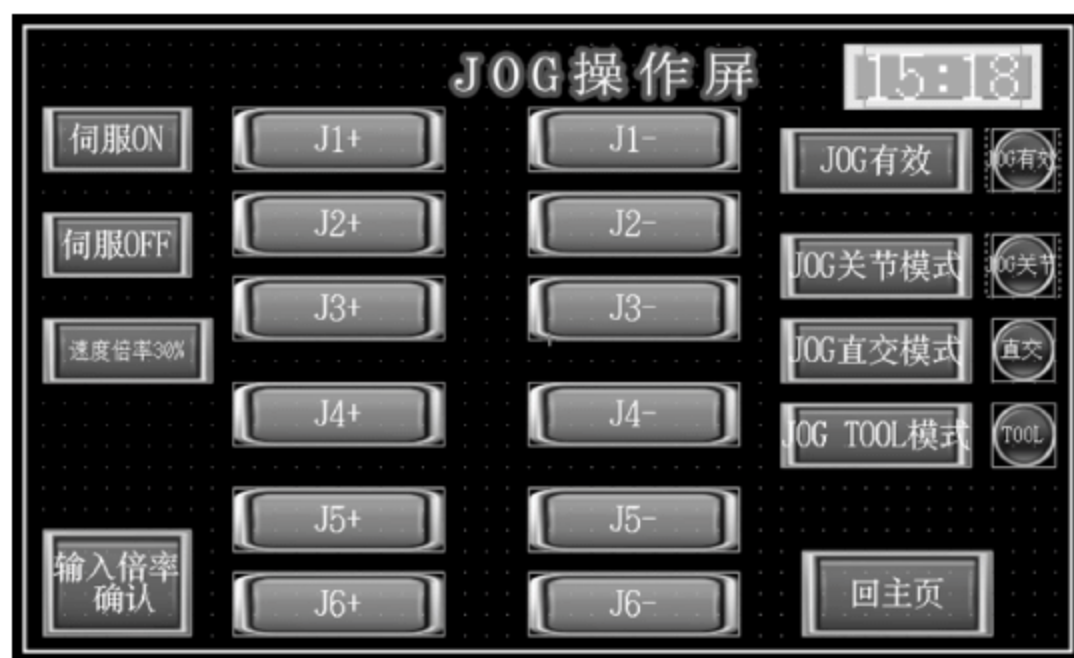 JOG操作屏
15:18
伺服ON
J1+
J1-
JOG有效
JOG有效
伺服OFF
J2+
J2-
JOG关节模式
JOG关节
速度倍率30%
J3+
J3-
JOG直交模式
直交
J4+
J4-
JOG TOOL模式
TOOL
J5+
J5-
输入倍率
确认
J6+
J6-
回主页